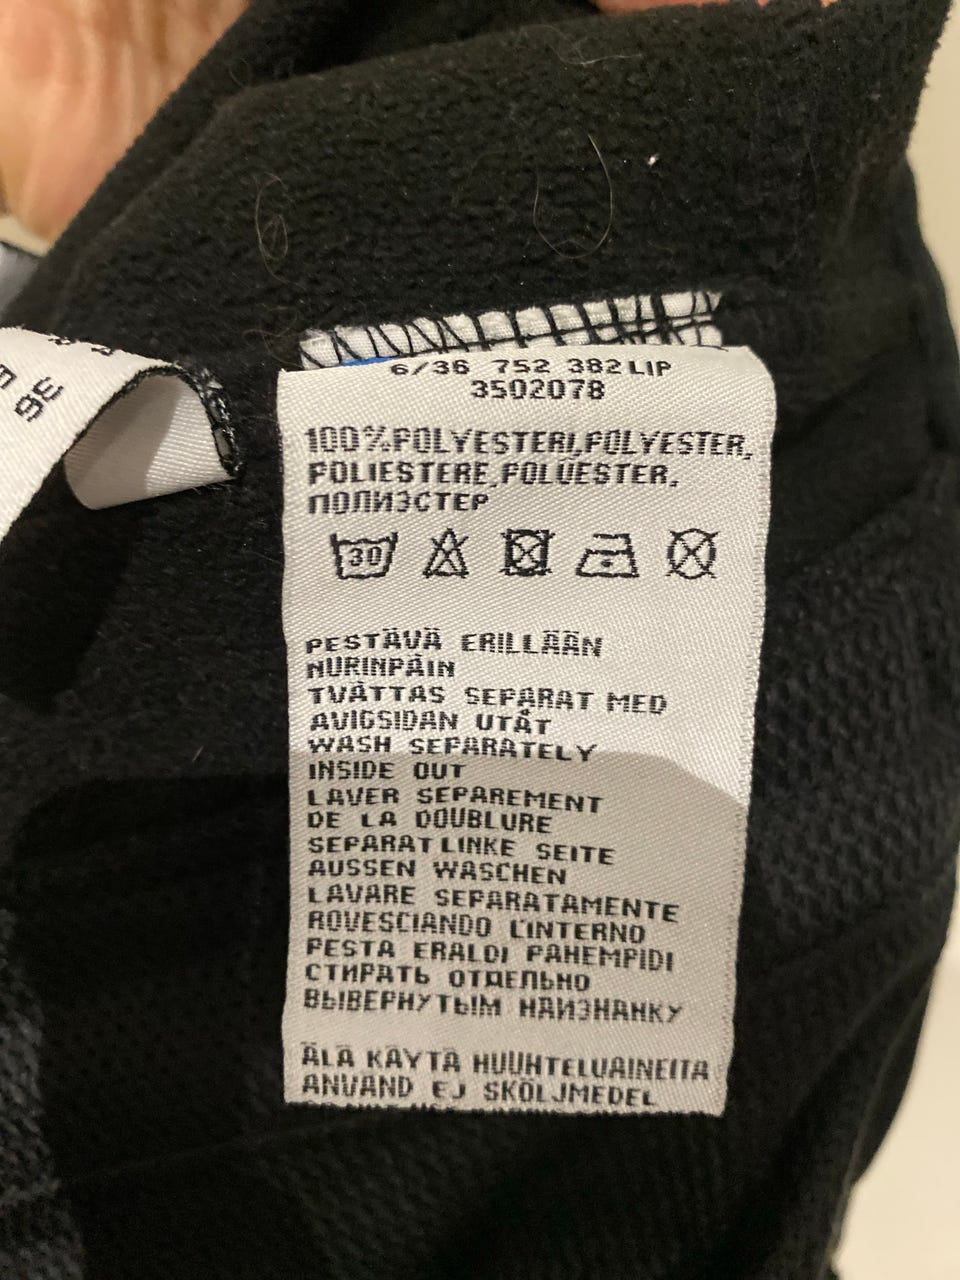 6/36 752 382 LIP
3502078
100%POLYESTERI,POLYESTER,
POLIESTERE,POLÜESTER,
ПОЛИЭСТЕР
30
PESTÄVÄ ERILLÄÄN
NURINPÄIN
TVÄTTAS SEPARAT MED
AVIGSIDAN UTÅT
WASH SEPARATELY
INSIDE OUT
LAVER SEPAREMENT
DE LA DOUBLURE
SEPARAT LINKE SEITE
AUSSEN WASCHEN
LAVARE SEPARATAMENTE
ROVESCIANDO L'INTERNO
PESTA ERALDI PAHEMPIDI
СТИРАТЬ ОТДЕЛЬНО
ВЫВЕРНУТЫМ НАИЗНАНКУ
ÄLÄ KÄYTÄ HUUHTELUAINEITA
ANVÄND EJ SKÖLJMEDEL
36